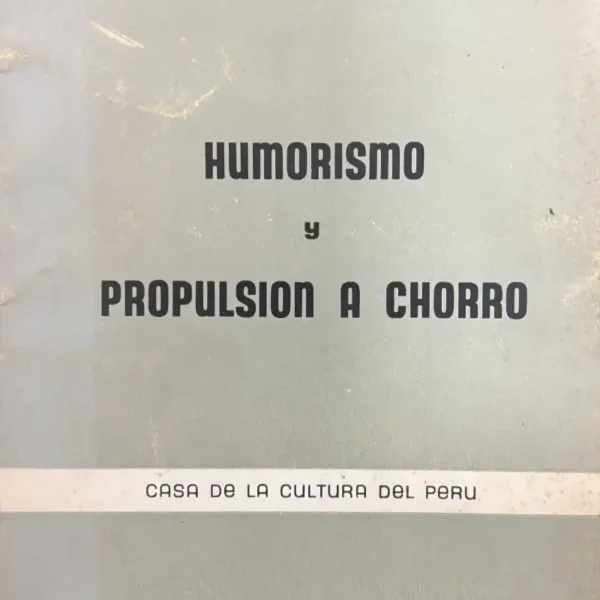 HUMORISMO
y
PROPULSION A CHORRO
CASA DE LA CULTURA DEL PERU